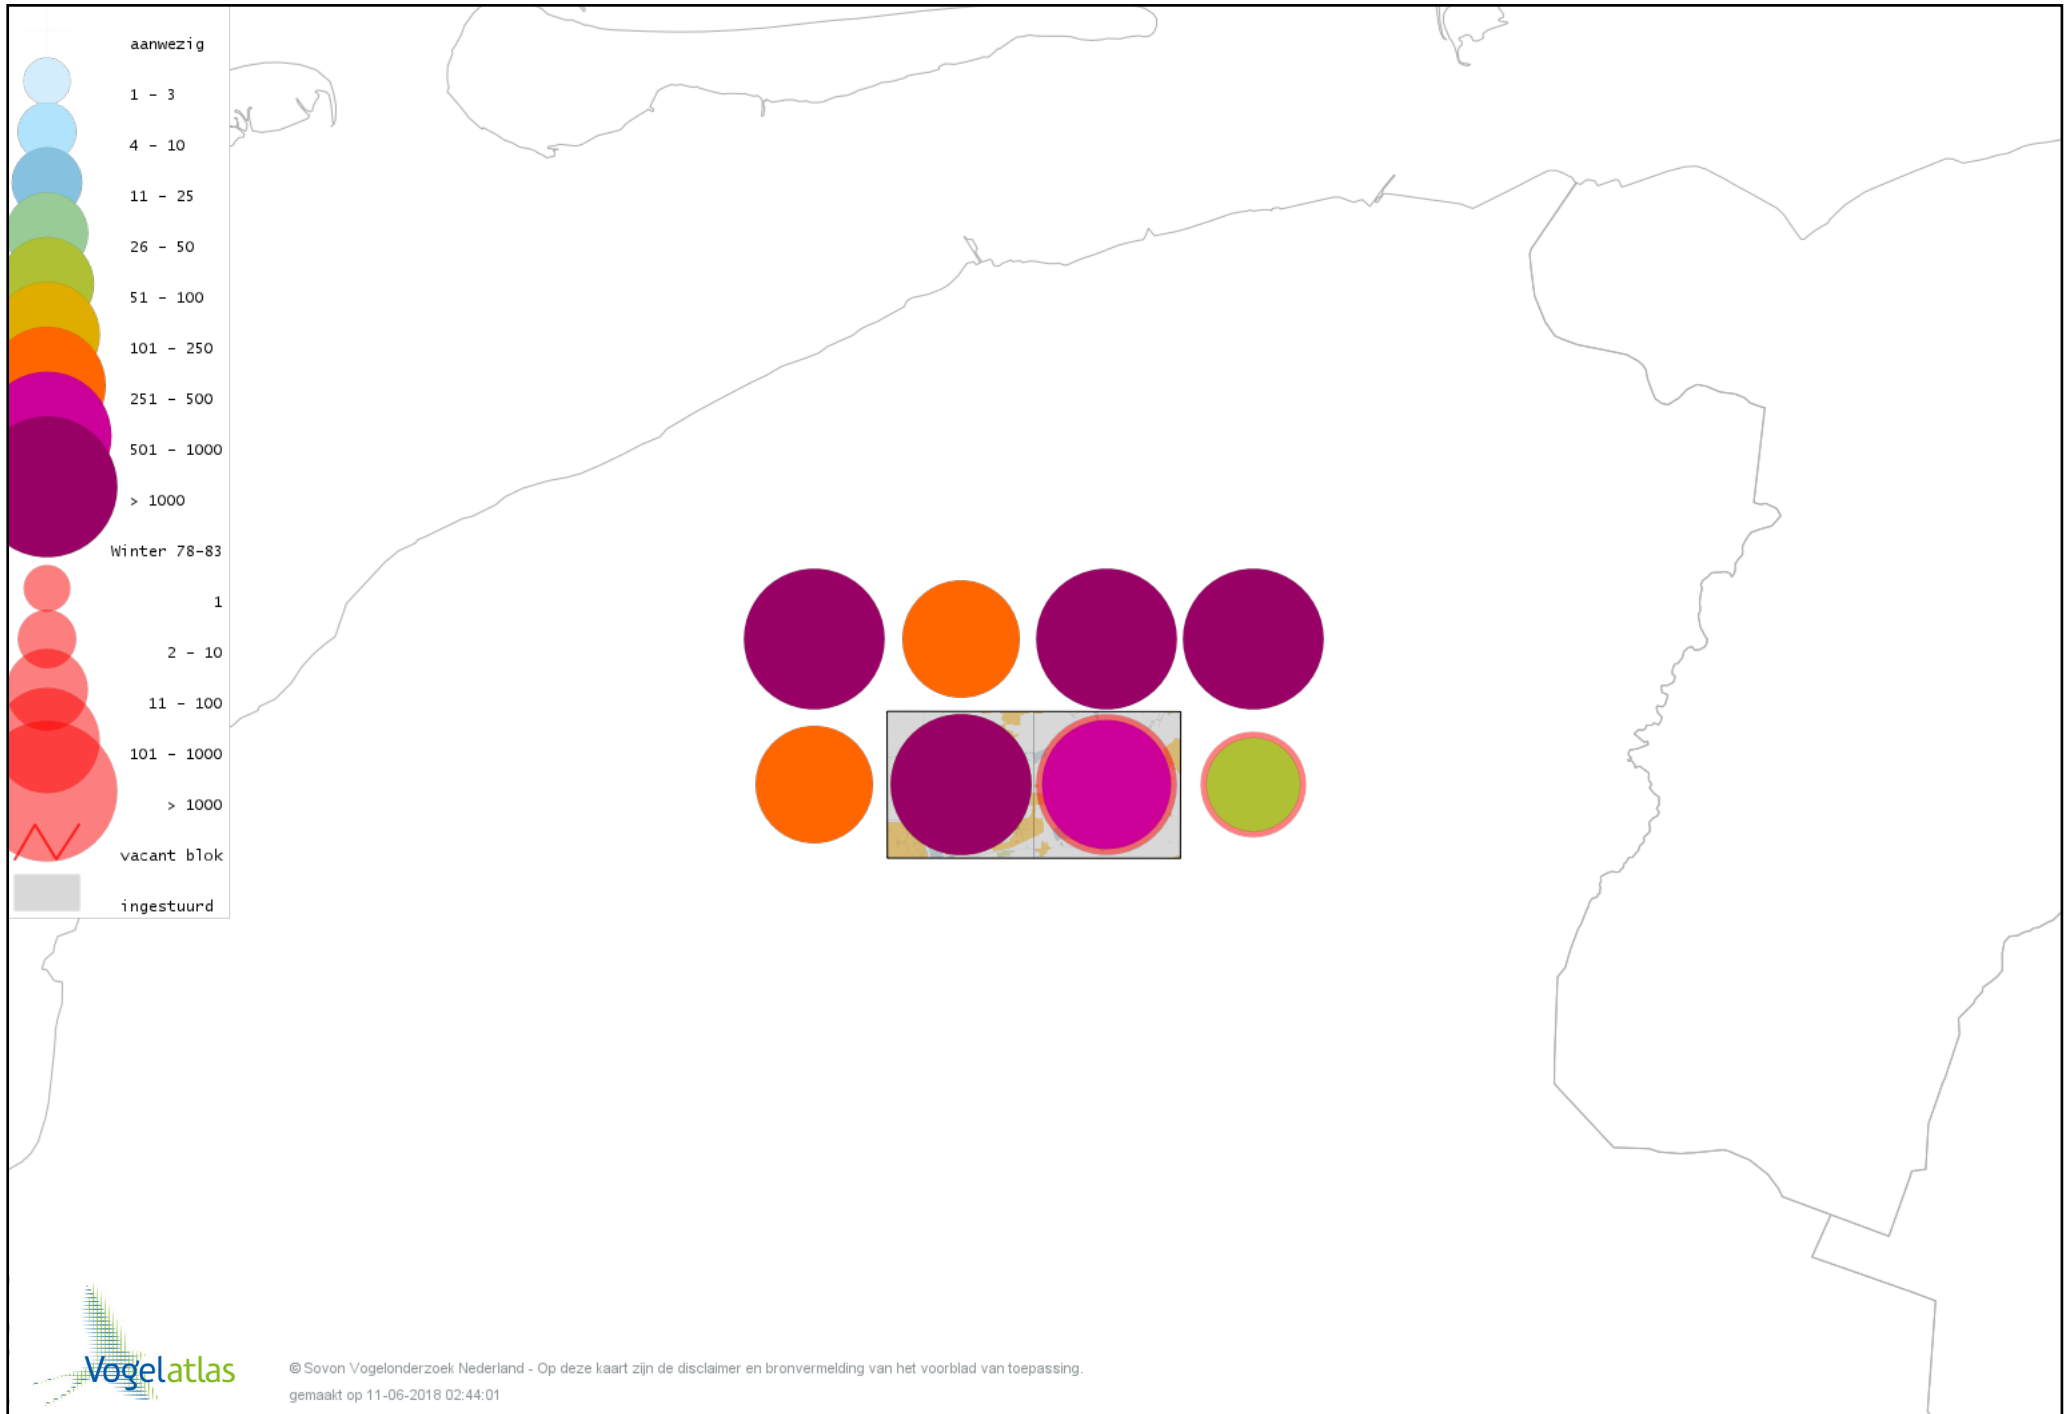 aanwezig
1 - 3
4 - 10
11 - 25
26 - 50
51 - 100
101 - 250
251 - 500
501 - 1000
> 1000
Winter 78-83
1
2 - 10
11 - 100
101 - 1000
> 1000
vacant blok
ingestuurd
Vogelatlas
© Sovon Vogelonderzoek Nederland - Op deze kaart zijn de disclaimer en bronvermelding van het voorblad van toepassing.
gemaakt op 11-06-2018 02:44:01